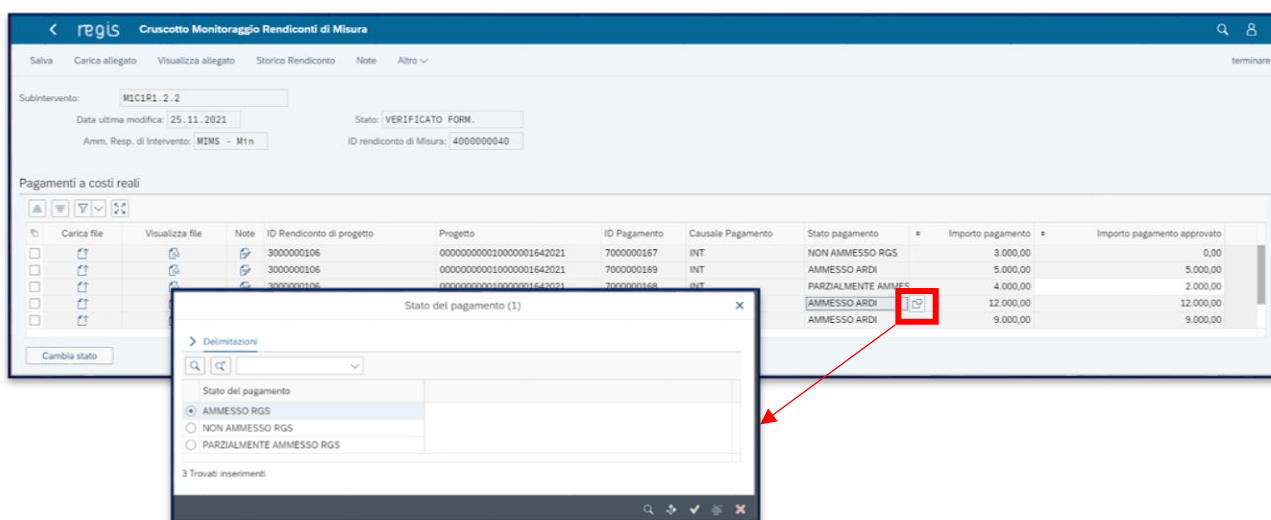 regis Cruscotto Monitoraggio Rendiconti di Misura
Salva Carica allegato Visualizza allegato Storico Rendiconto Note Altro terminare
Subintervento: M1C1R1.2.2
Data ultima modifica: 25.11.2021 Stato: VERIFICATO FORM.
Amm. Resp. di Intervento: MIMS - Min ID rendiconto di Misura: 4000000040
Pagamenti a costi reali
Carica file Visualizza file Note ID Rendiconto di progetto Progetto ID Pagamento Causale Pagamento Stato pagamento Importo pagamento Importo pagamento approvato
3000000106 000000000010000001642021 7000000167 INT NON AMMESSO RGS 3.000,00 0,00
3000000106 000000000010000001642021 7000000169 INT AMMESSO ARDI 5.000,00 5.000,00
3000000106 000000000010000001642021 7000000168 INT PARZIALMENTE AMMES 4.000,00 2.000,00
AMMESSO ARDI 12.000,00 12.000,00
AMMESSO ARDI 9.000,00 9.000,00
Cambia stato
Stato del pagamento (1)
Delimitazioni
Stato del pagamento
AMMESSO RGS
NON AMMESSO RGS
PARZIALMENTE AMMESSO RGS
3 Trovati inserimenti